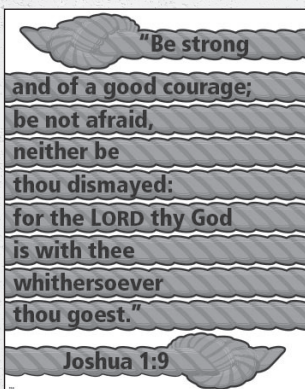 "Be strong
and of a good courage;
be not afraid,
neither be
thou dismayed:
for the LORD thy God
is with thee
whithersoever
thou goest."
Joshua 1:9